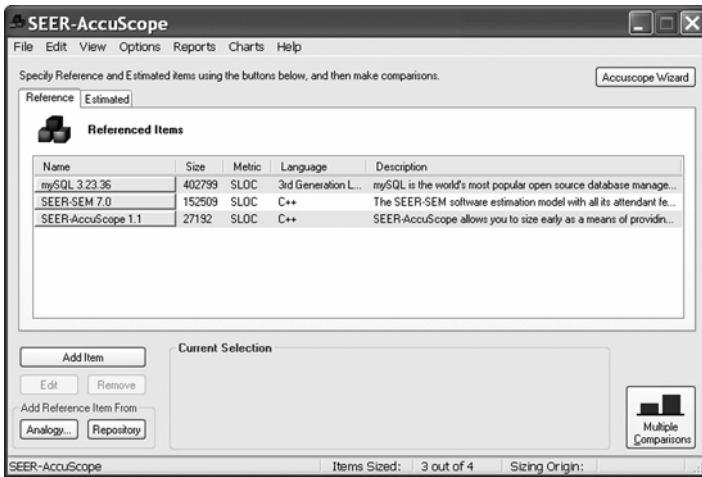 SEER-AccuScope
File Edit View Options Reports Charts Help
Specify Reference and Estimated items using the buttons below, and then make comparisons.
Accuscope Wizard
Reference Estimated
Referenced Items
Name Size Metric Language Description
mySQL 3.23.36 402799 SLOC 3rd Generation L... mySQL is the world's most popular open source database manage...
SEER-SEM 7.0 152509 SLOC C++ The SEER-SEM software estimation model with all its attendant fe...
SEER-AccuScope 1.1 27192 SLOC C++ SEER-AccuScope allows you to size early as a means of providin...
Add Item
Current Selection
Edit Remove
Add Reference Item From
Analogy... Repository
Multiple
Comparisons
SEER-AccuScope Items Sized: 3 out of 4 Sizing Origin: